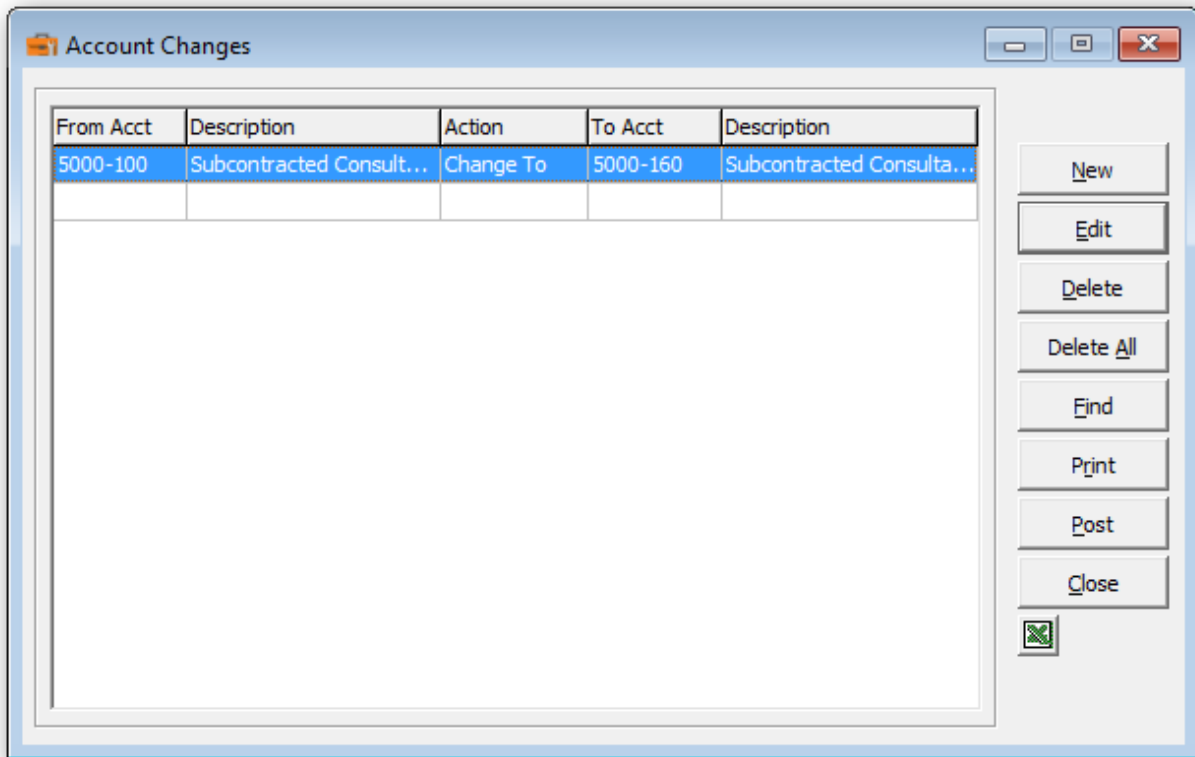 Account Changes
From Acct Description Action To Acct Description
5000-100 Subcontracted Consult... Change To 5000-160 Subcontracted Consulta...
New
Edit
Delete
Delete All
Find
Print
Post
Close